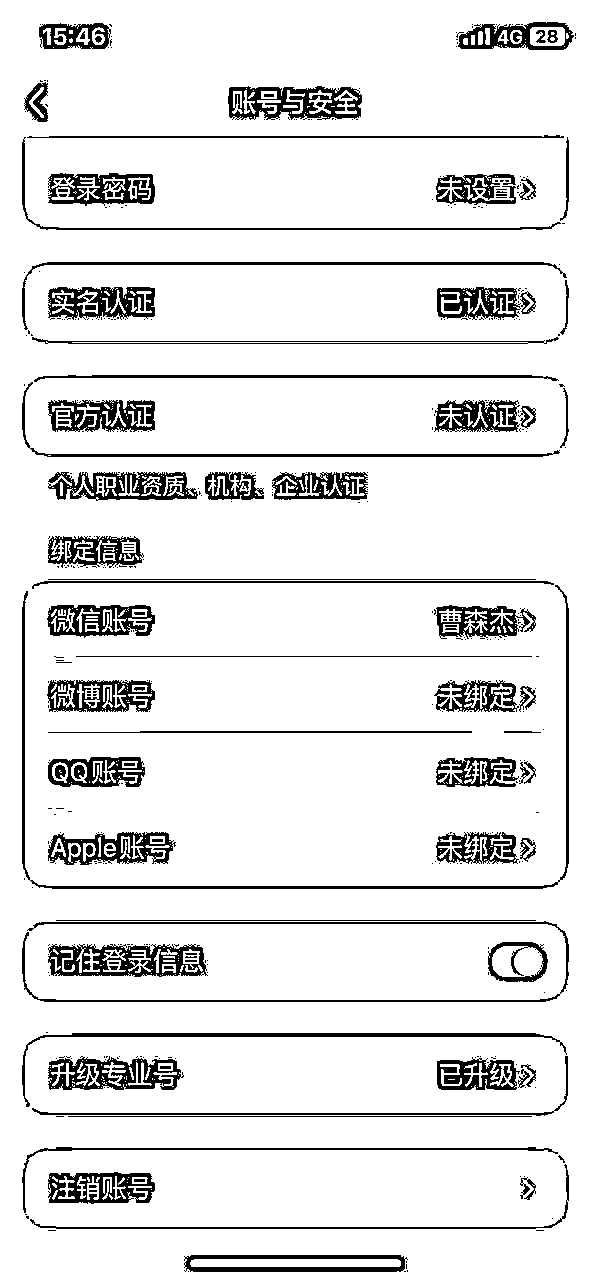 15:46 4G 28
账号与安全
登录密码 未设置
实名认证 已认证
官方认证 未认证
个人职业资质、机构、企业认证
绑定信息
微信账号 曹森杰
微博账号 未绑定
QQ账号 未绑定
Apple账号 未绑定
记住登录信息
升级专业号 已升级
注销账号